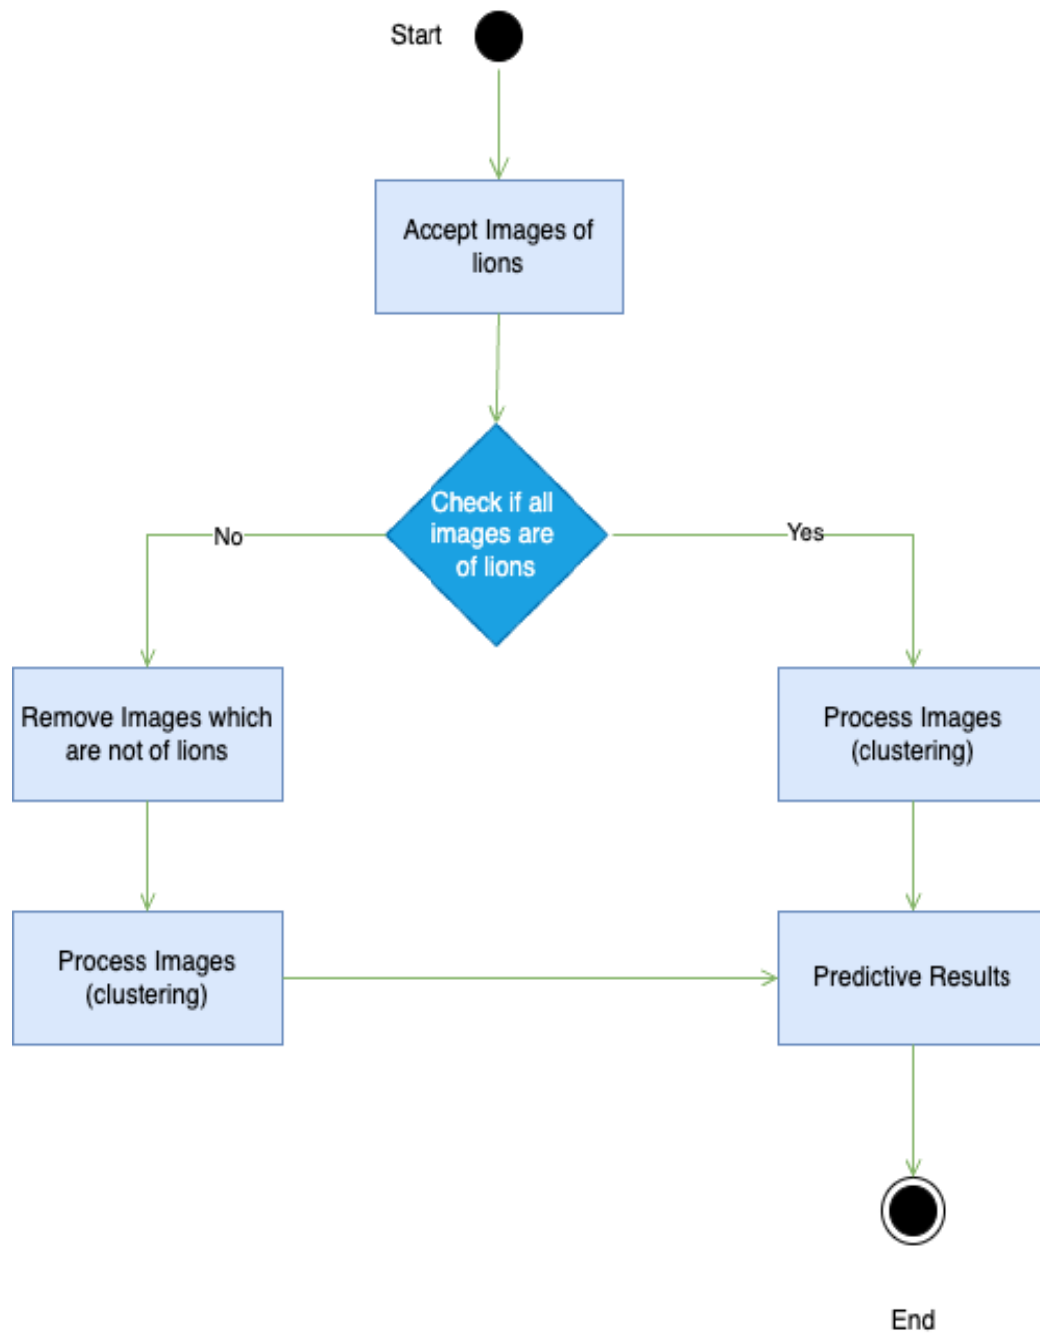 Start
Accept Images of
lions
Check if all
images are
of lions
No
Yes
Remove Images which
are not of lions
Process Images
(clustering)
Process Images
(clustering)
Predictive Results
End